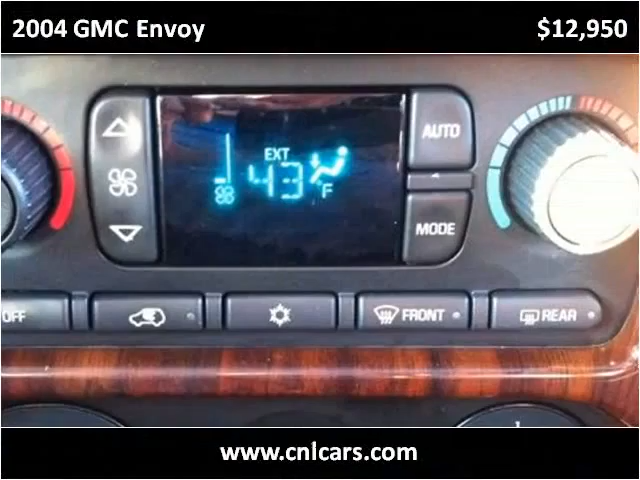 2004 GMC Envoy $12,950
AUTO
EXT
43 °F
MODE
OFF
FRONT
REAR
www.cnlcars.com